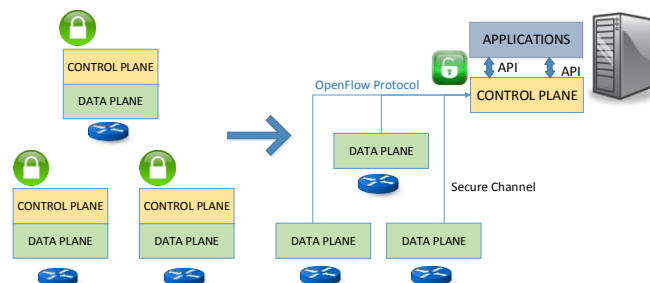 CONTROL PLANE
DATA PLANE
CONTROL PLANE
DATA PLANE
CONTROL PLANE
DATA PLANE
APPLICATIONS
API
API
OpenFlow Protocol
CONTROL PLANE
DATA PLANE
Secure Channel
DATA PLANE
DATA PLANE